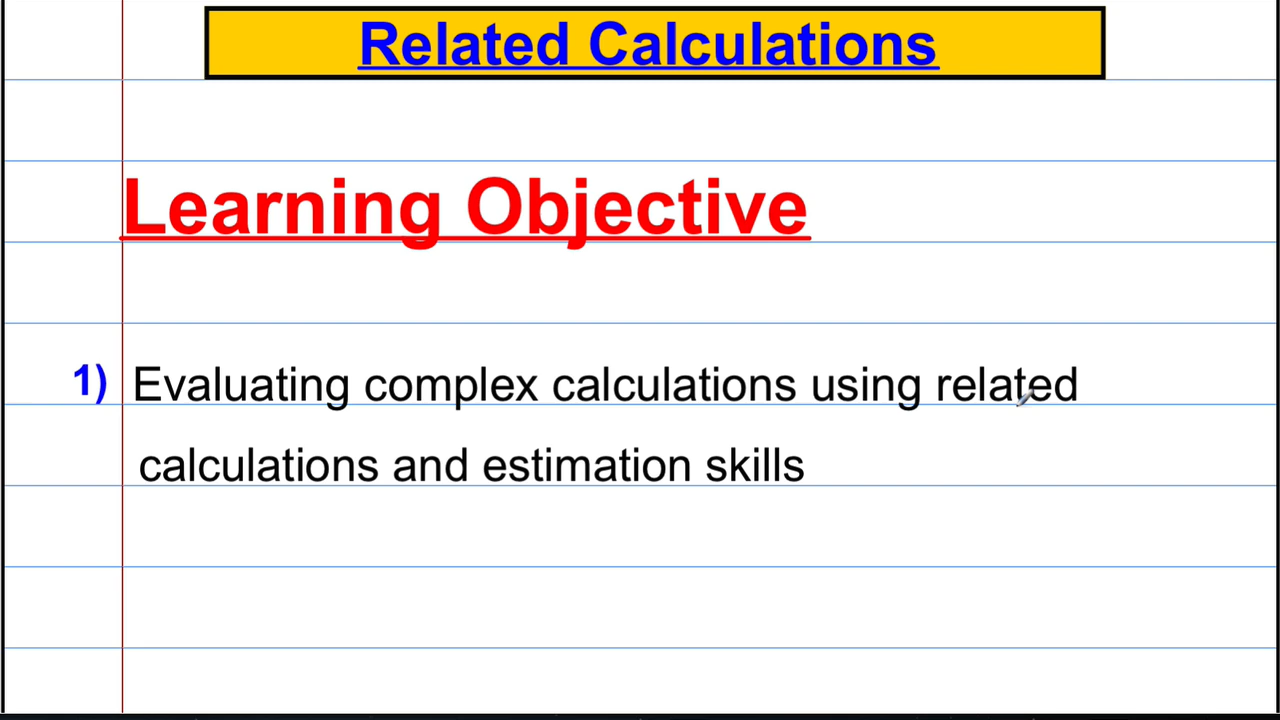 Related Calculations
Learning Objective
1) Evaluating complex calculations using related
calculations and estimation skills